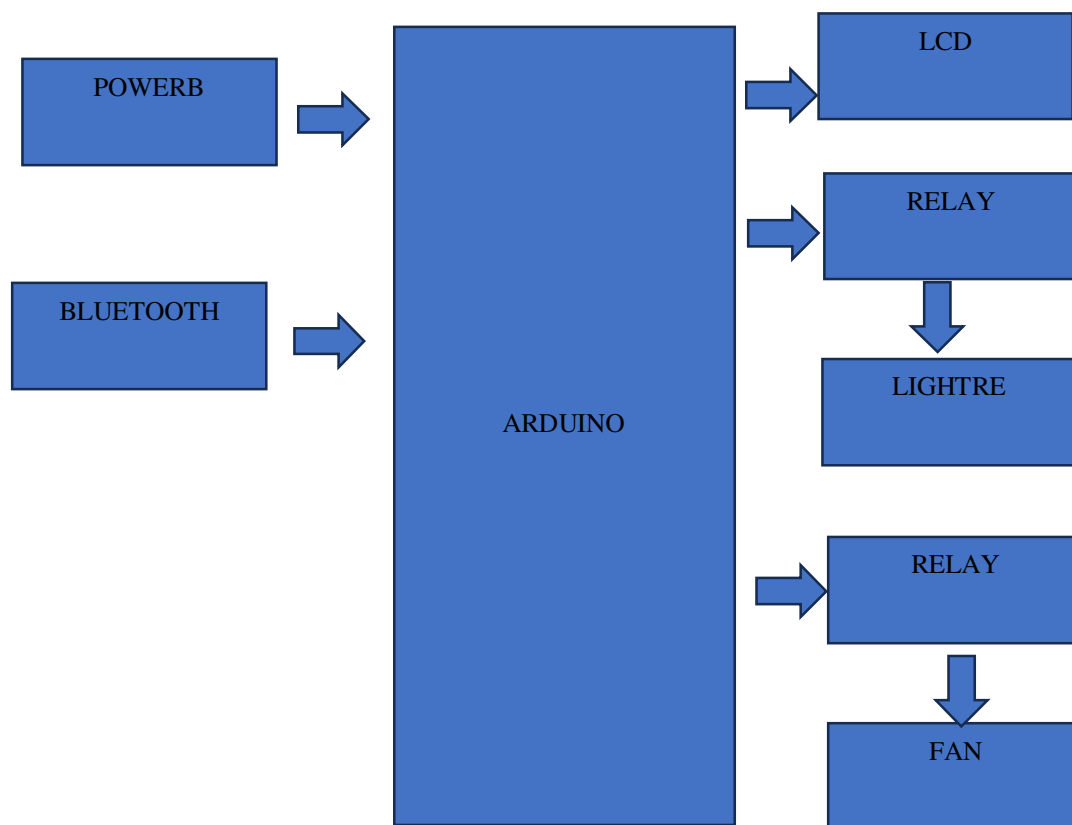 POWERB
BLUETOOTH
ARDUINO
LCD
RELAY
LIGHTRE
RELAY
FAN